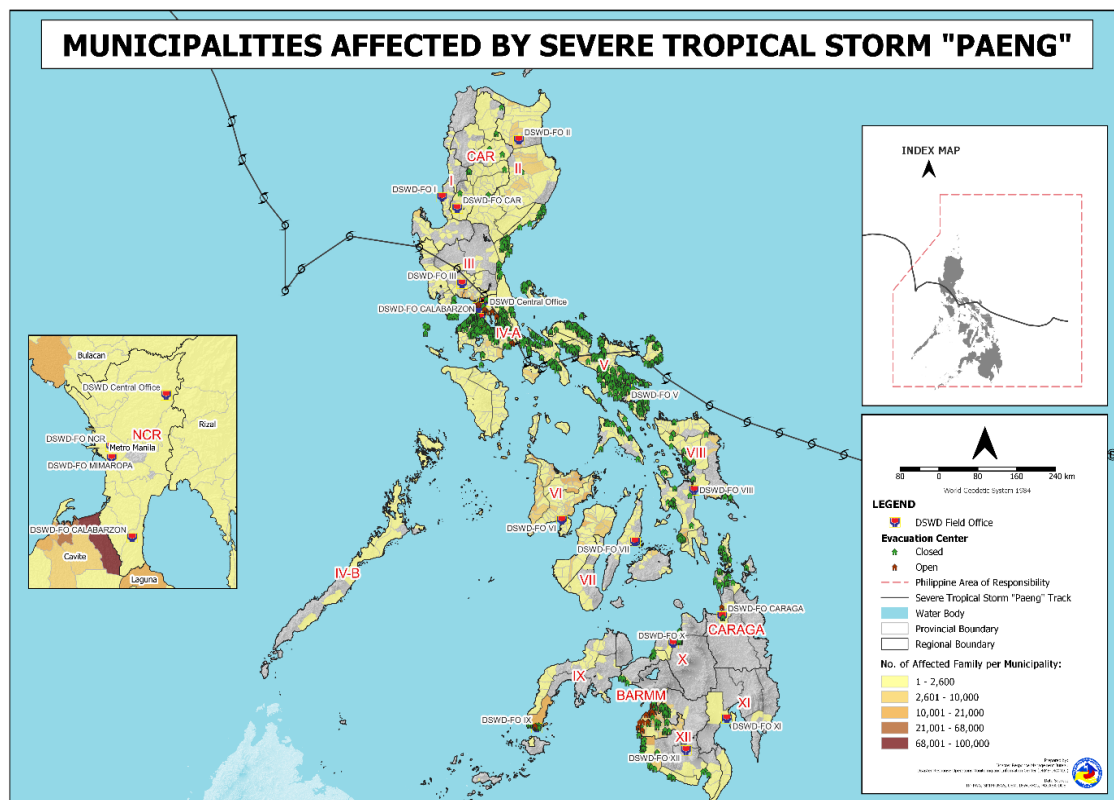 MUNICIPALITIES AFFECTED BY SEVERE TROPICAL STORM "PAENG"
DSWD-FO II
CAR
II
I
DSWD-FO I
DSWD-FO CAR
III
DSWD-FO III
DSWD Central Office
DSWD-FO CALABARZON
IV-A
V
DSWD-FO V
VIII
DSWD-FO VIII
VI
DSWD-FO VI
DSWD-FO VII
VII
IV-B
DSWD-FO CARAGA
CARAGA
DSWD-FO X
X
IX
BARMM
XI
DSWD-FO IX
DSWD-FO XI
XII
DSWD-FO XII
Bulacan
DSWD Central Office
Rizal
DSWD-FO NCR
NCR
Metro Manila
DSWD-FO MIMAROPA
DSWD-FO CALABARZON
Cavite
Laguna
INDEX MAP
80 0 80 160 240 km
World Geodetic System 1984
LEGEND
DSWD Field Office
Evacuation Center
Closed
Open
Philippine Area of Responsibility
Severe Tropical Storm "Paeng" Track
Water Body
Provincial Boundary
Regional Boundary
No. of Affected Family per Municipality:
1 - 2,600
2,601 - 10,000
10,001 - 21,000
21,001 - 68,000
68,001 - 100,000
Prepared by: